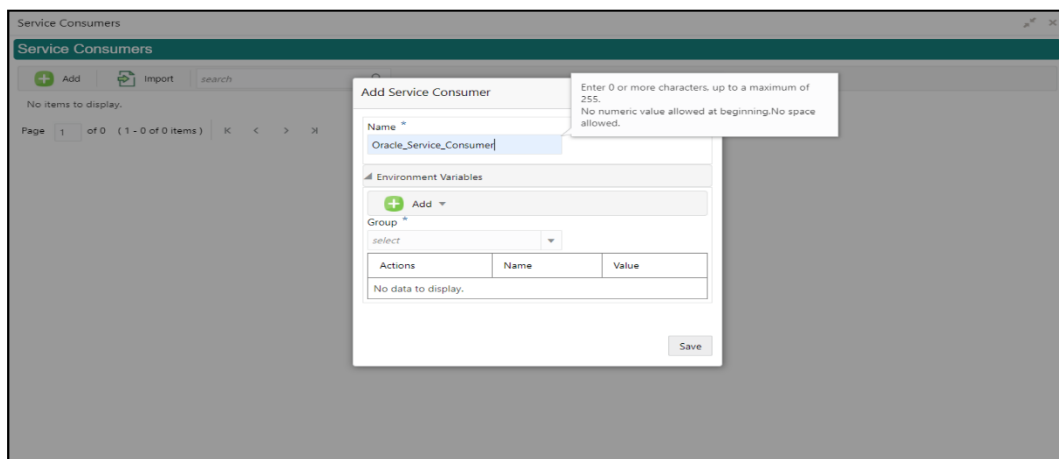 Service Consumers
Service Consumers
Add Import search
No items to display.
Page 1 of 0 (1 - 0 of 0 items)
Add Service Consumer
Enter 0 or more characters, up to a maximum of
255.
No numeric value allowed at beginning.No space
allowed.
Name *
Oracle_Service_Consumer
Environment Variables
Add
Group *
select
Actions Name Value
No data to display.
Save